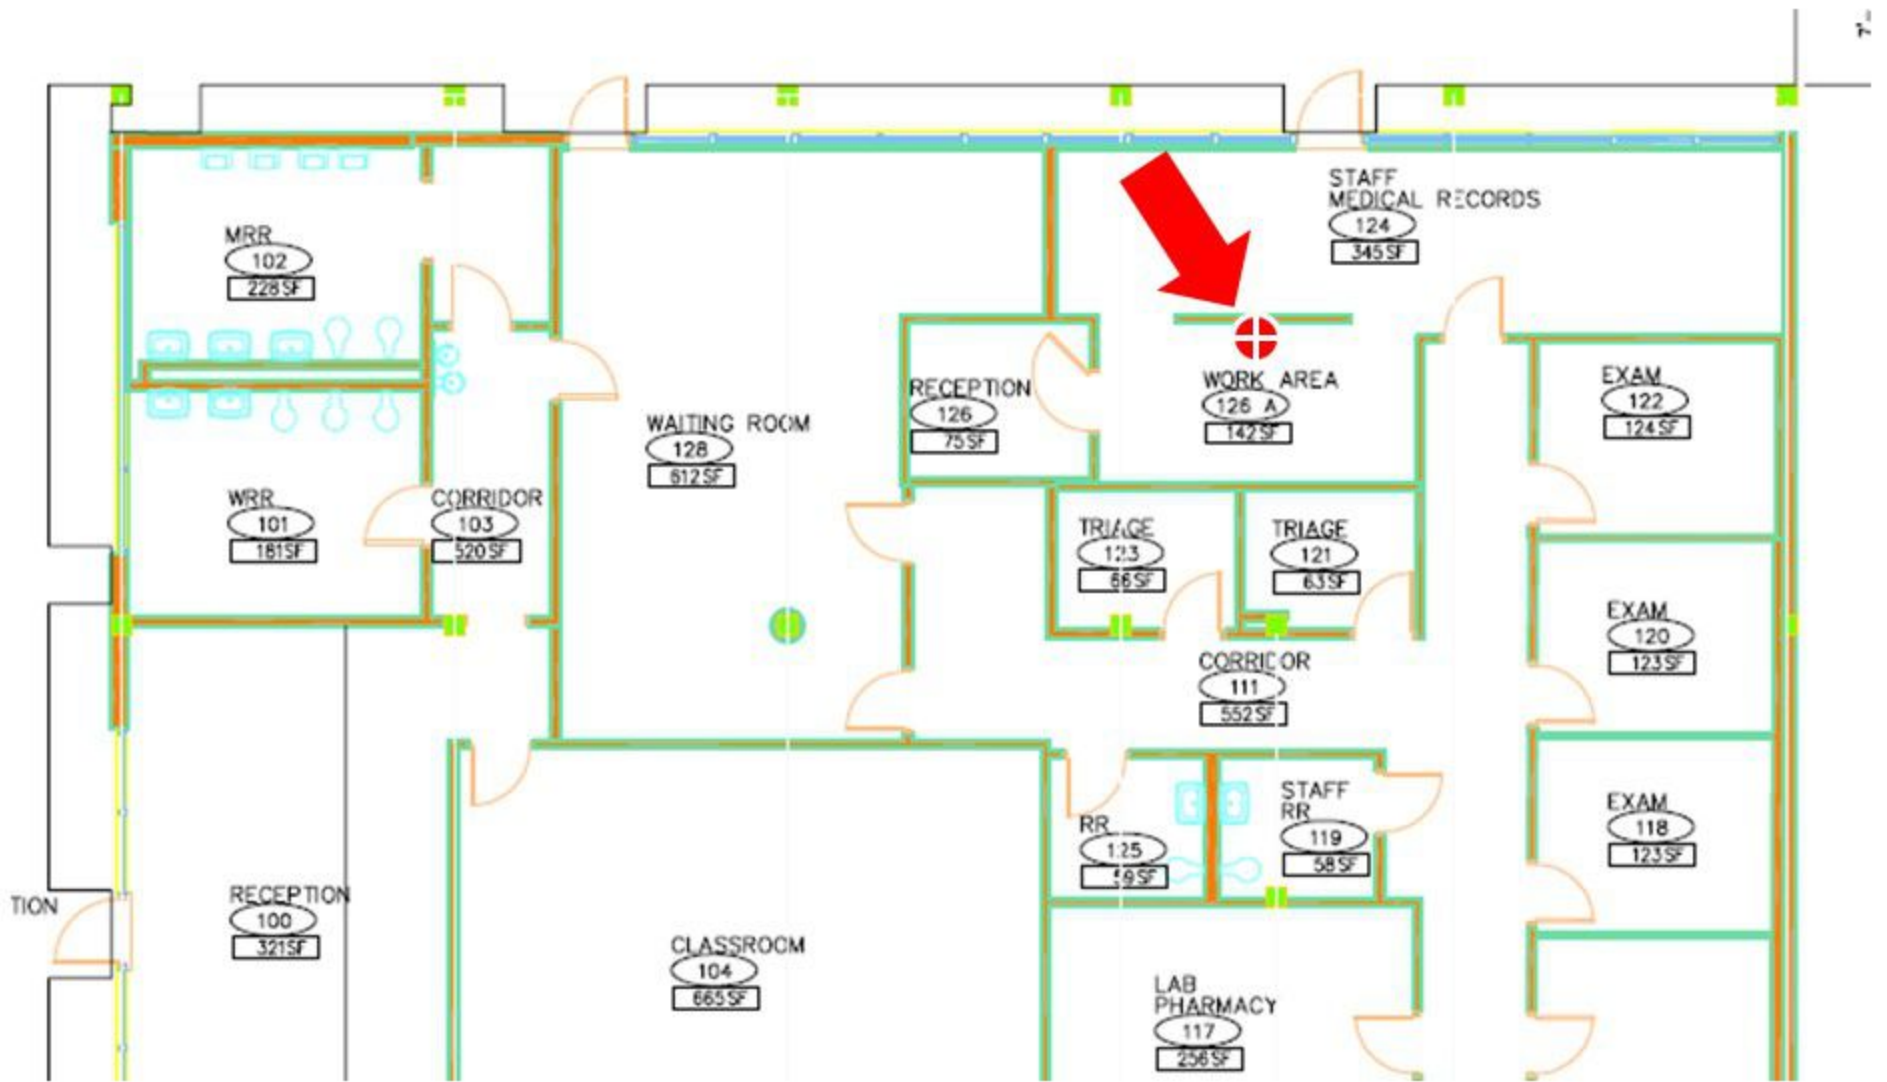 7'-
STAFF
MEDICAL RECORDS
124
345SF
MRR
102
228SF
WORK AREA
126 A
142SF
EXAM
122
124SF
RECEPTION
126
75SF
WAITING ROOM
128
612SF
WRR
101
181SF
CORRIDOR
103
520SF
TRIAGE
123
66SF
TRIAGE
121
63SF
EXAM
120
123SF
CORRIDOR
111
552SF
STAFF
RR
119
58SF
EXAM
118
123SF
RR
125
59SF
TION
RECEPTION
100
321SF
CLASSROOM
104
665SF
LAB
PHARMACY
117
256SF